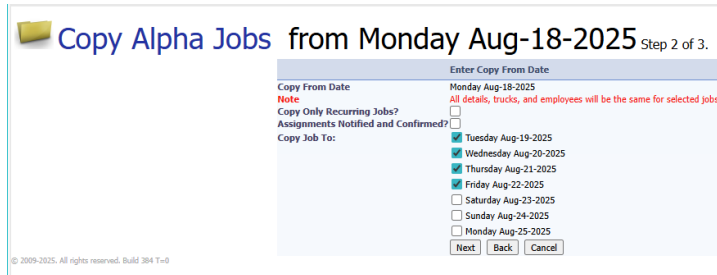 Copy Alpha Jobs from Monday Aug-18-2025 Step 2 of 3.
Enter Copy From Date
Copy From Date Monday Aug-18-2025
Note All details, trucks, and employees will be the same for selected jobs
Copy Only Recurring Jobs?
Assignments Notified and Confirmed?
Copy Job To: Tuesday Aug-19-2025
Wednesday Aug-20-2025
Thursday Aug-21-2025
Friday Aug-22-2025
Saturday Aug-23-2025
Sunday Aug-24-2025
Monday Aug-25-2025
Next Back Cancel
© 2009-2025. All rights reserved. Build 384 T=0